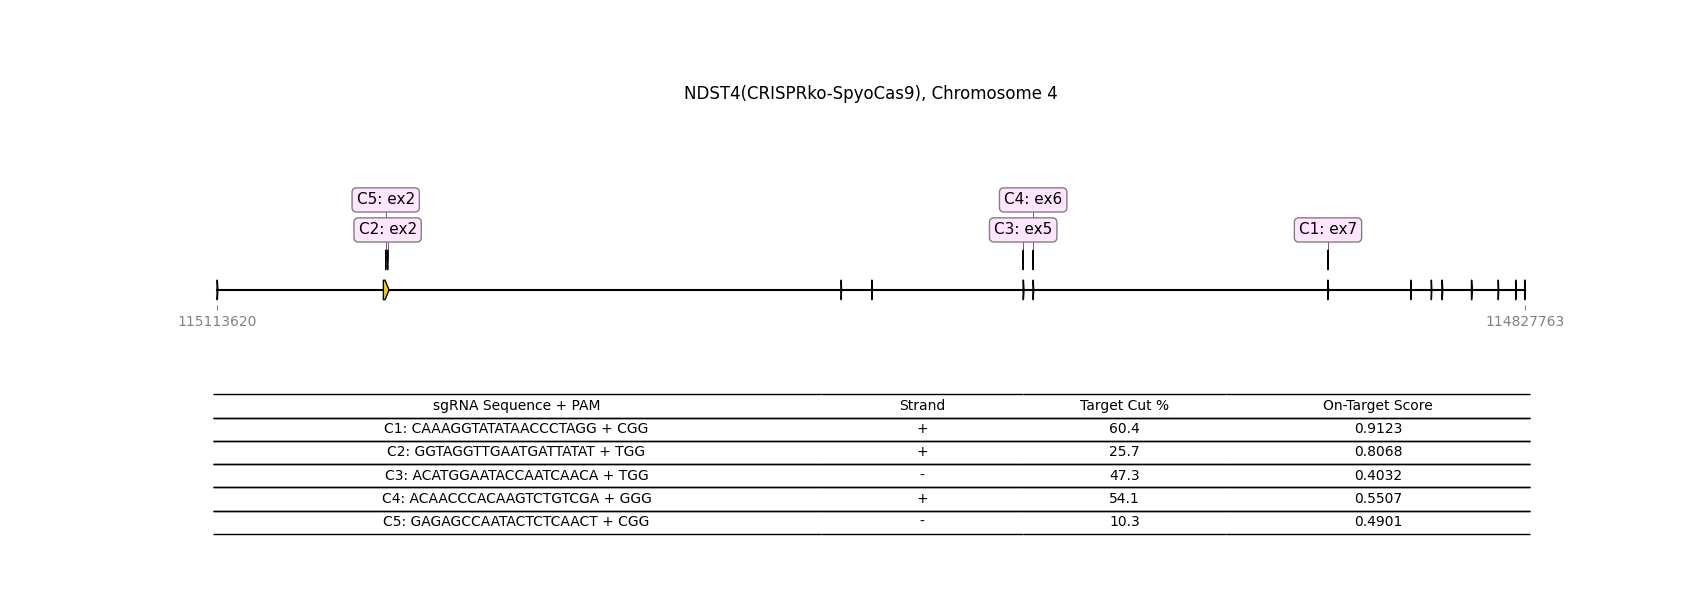 NDST4(CRISPRko-SpyoCas9), Chromosome 4
C5: ex2 C4: ex6
C2: ex2 C3: ex5 C1: ex7
115113620 114827763
sgRNA Sequence + PAM Strand Target Cut % On-Target Score
C1: CAAAGGTATATAACCCTAGG + CGG + 60.4 0.9123
C2: GGTAGGTTGAATGATTATAT + TGG + 25.7 0.8068
C3: ACATGGAATACCAATCAACA + TGG - 47.3 0.4032
C4: ACAACCCACAAGTCTGTCGA + GGG + 54.1 0.5507
C5: GAGAGCCAATACTCTCAACT + CGG - 10.3 0.4901